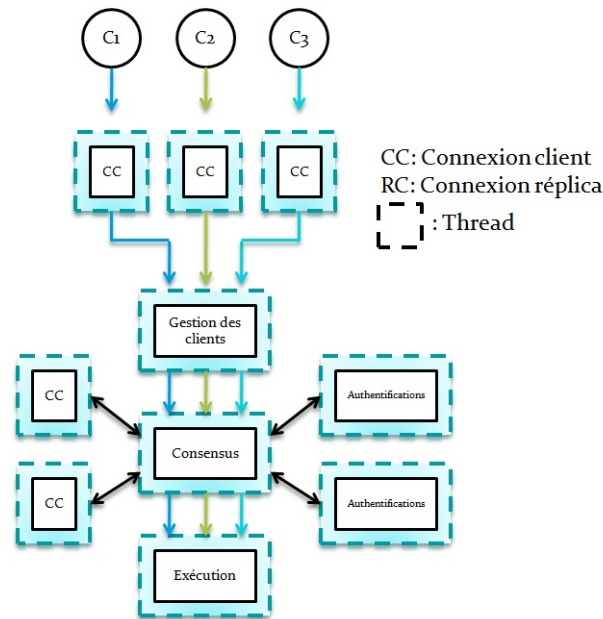 C1
C2
C3
CC
CC
CC
CC: Connexion client
RC: Connexion réplica
: Thread
Gestion des
clients
CC
Authentifications
Consensus
CC
Authentifications
Exécution